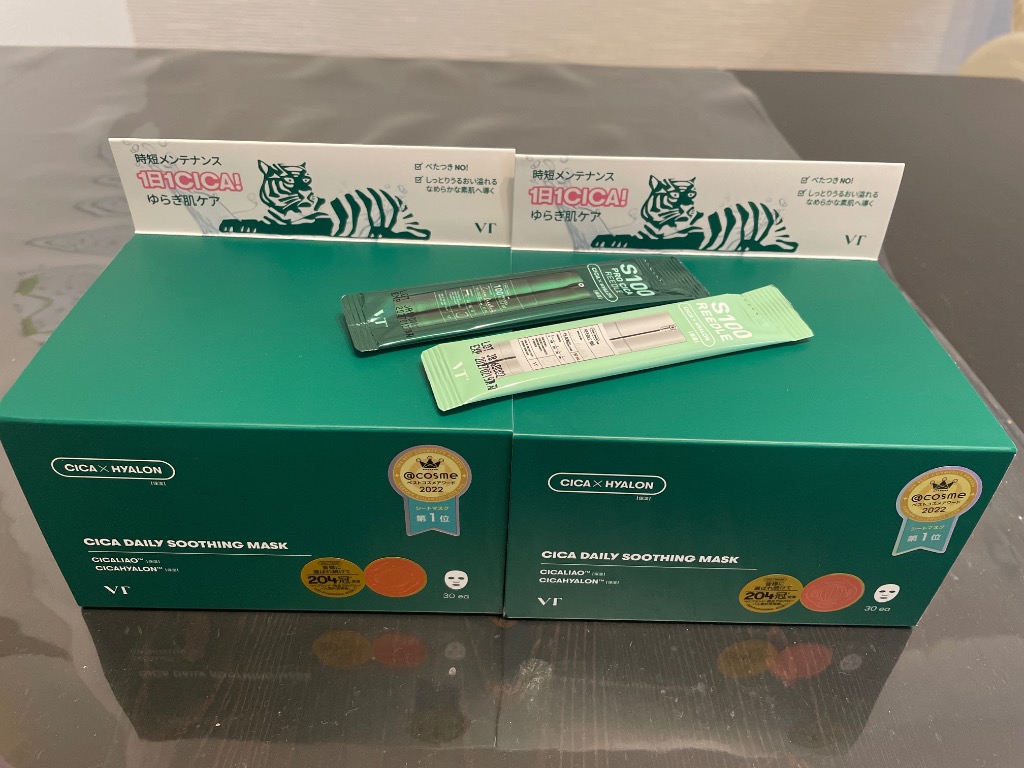 時短メンテナンス
1日1CICA!
ゆらぎ肌ケア
べたつきNO!
しっとりうるおい溢れる
なめらかな素肌へ導く
VT
時短メンテナンス
1日1CICA!
ゆらぎ肌ケア
べたつきNO!
しっとりうるおい溢れる
なめらかな素肌へ導く
VT
S100
PRO CICA
REEDLE
CICA×HYALON
VT
S100
REEDLE
CICA×HYALON
VT
CICA×HYALON
@cosme
ベストコスメアワード
2022
シートマスク
第1位
CICA DAILY SOOTHING MASK
CICALIAO™
CICAHYALON™
VT
204冠
30 ea
CICA×HYALON
@cosme
ベストコスメアワード
2022
シートマスク
第1位
CICA DAILY SOOTHING MASK
CICALIAO™
CICAHYALON™
VT
204冠
30 ea